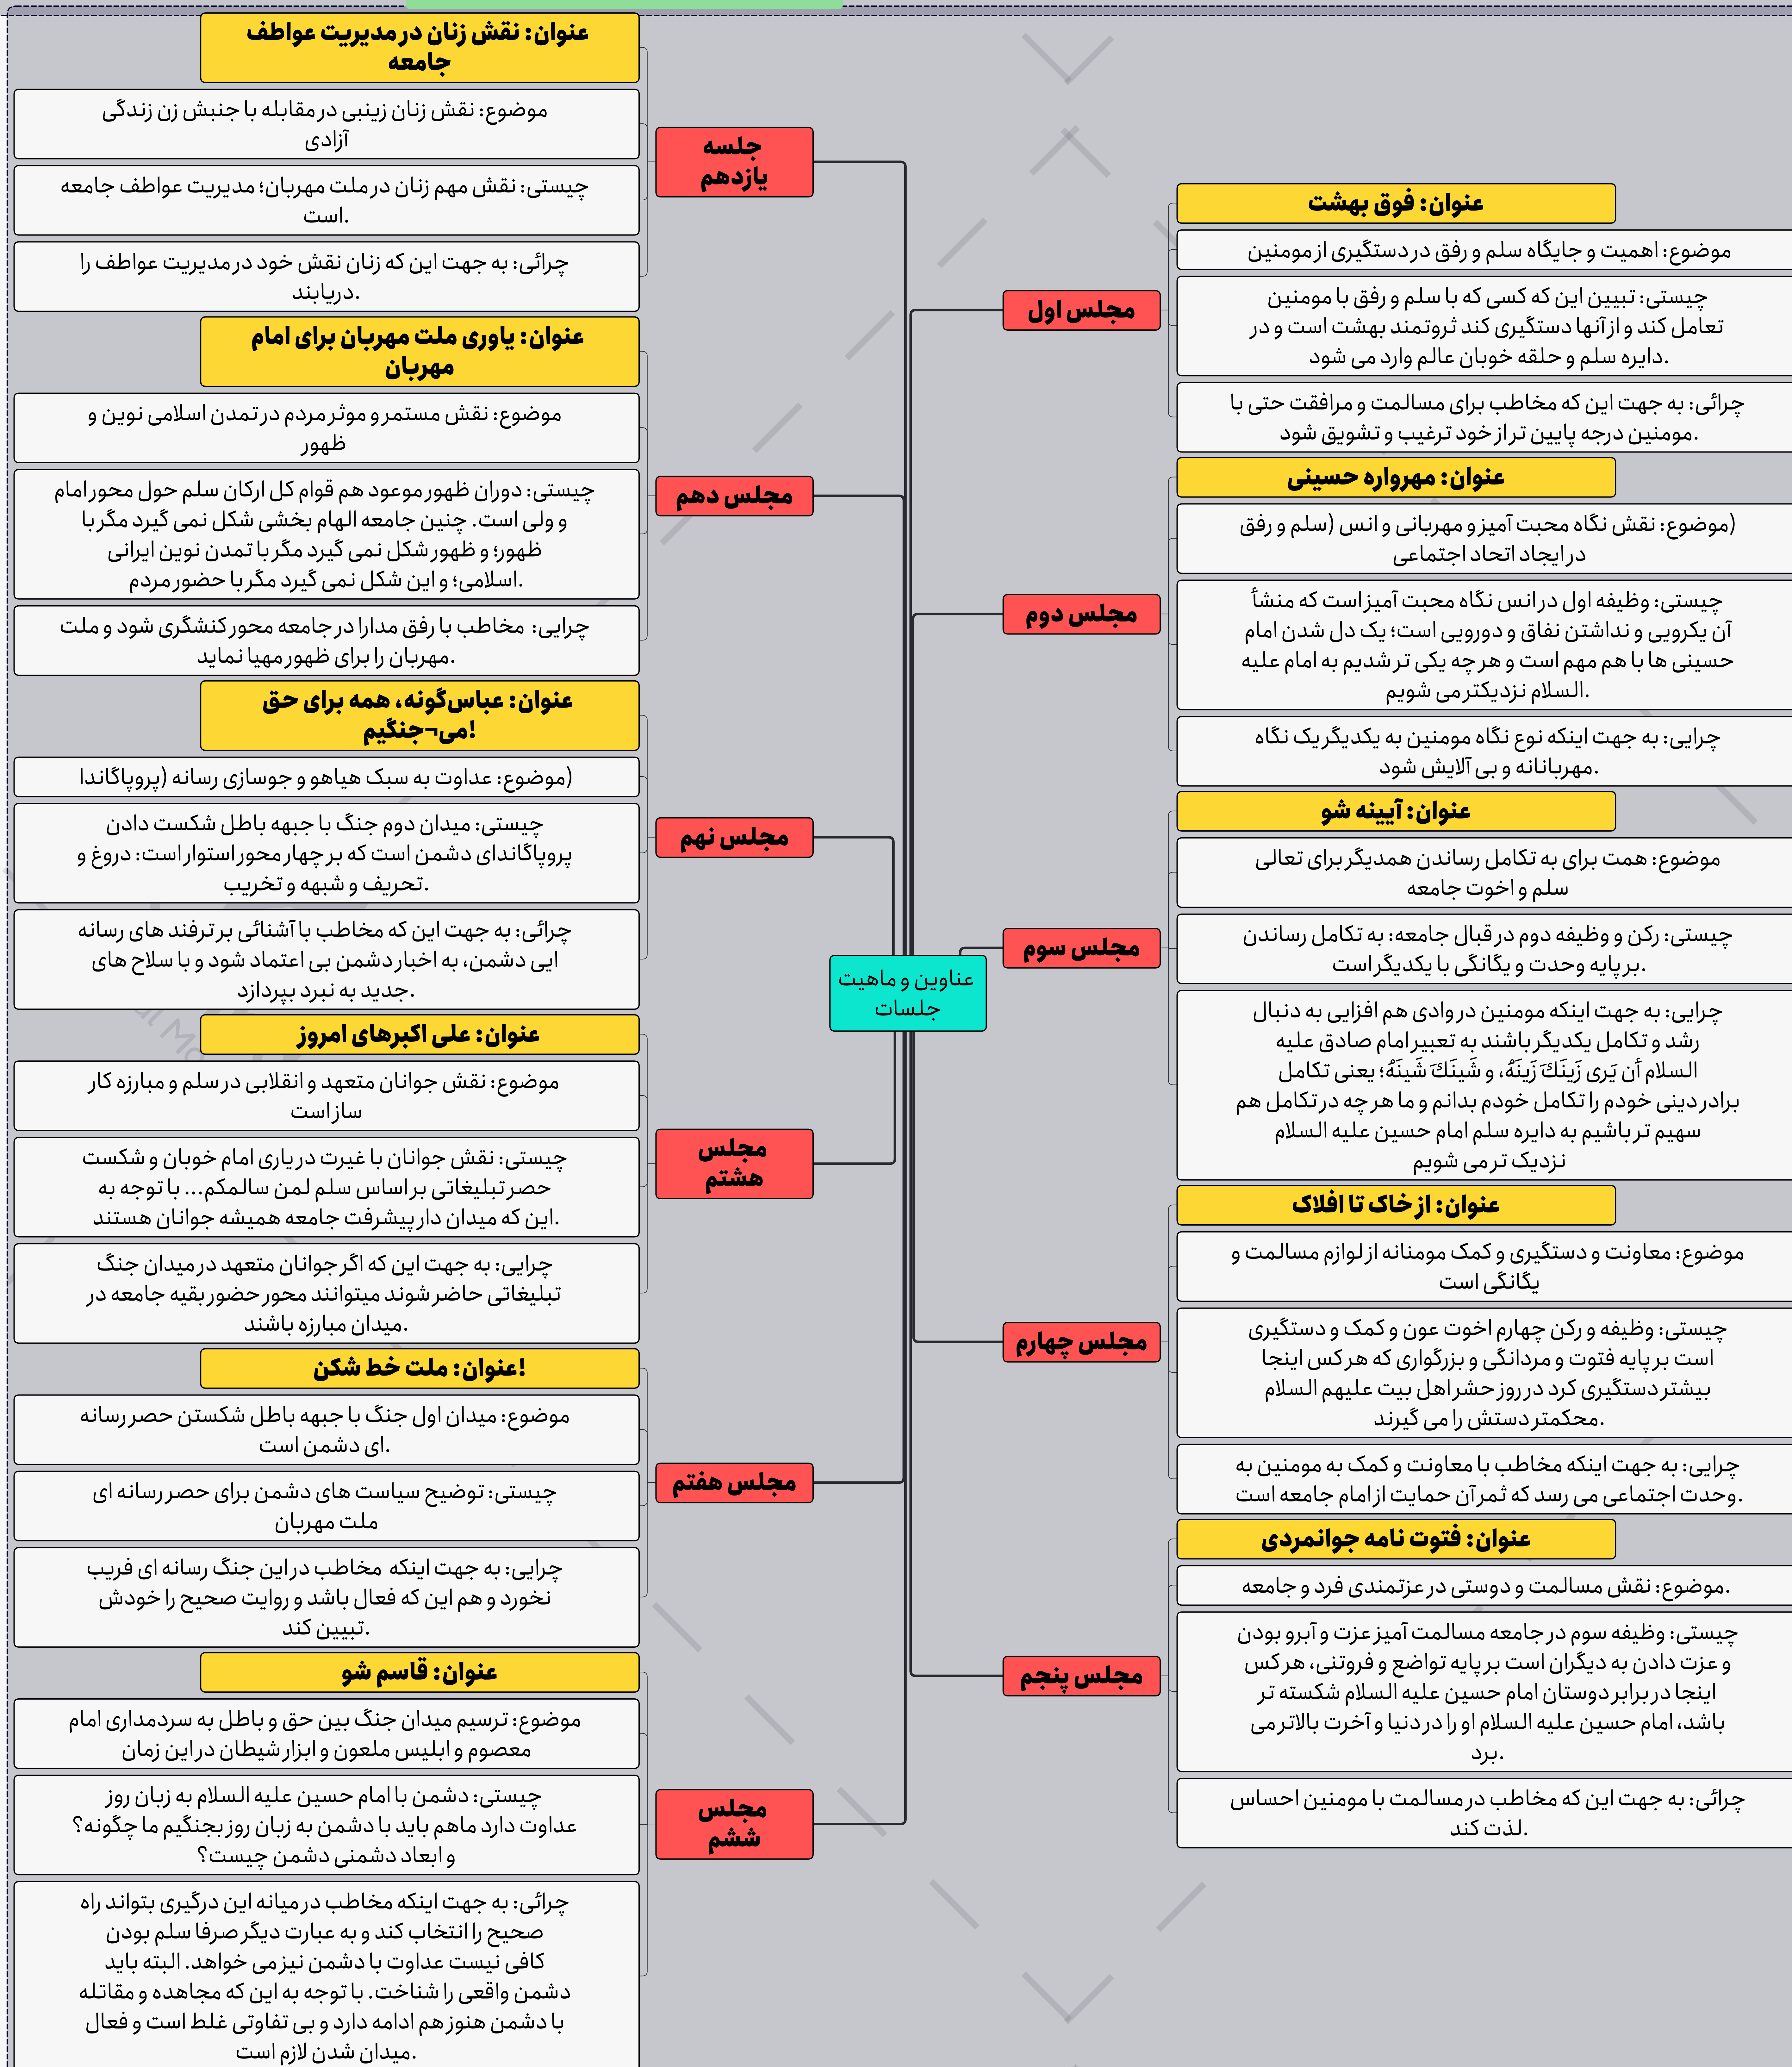 عناوین و ماهیت
جلسات
مجلس اول
عنوان: فوق بهشت
موضوع: اهمیت و جایگاه سلم و رفق در دستگیری از مومنین
چیستی: تبیین این که کسی که با سلم و رفق با مومنین
تعامل کند و از آنها دستگیری کند ثروتمند بهشت است و در
دایره سلم و حلقه خوبان عالم وارد می شود.
چرائی: به جهت این که مخاطب برای مسالمت و مرافقت حتی با
مومنین درجه پایین تر از خود ترغیب و تشویق شود.
مجلس دوم
عنوان: مهرواره حسینی
موضوع: نقش نگاه محبت آمیز و مهربانی و انس (سلم و رفق)
در ایجاد اتحاد اجتماعی
چیستی: وظیفه اول در انس نگاه محبت آمیز است که منشأ
آن یکرویی و نداشتن نفاق و دورویی است؛ یک دل شدن امام
حسینی ها با هم مهم است و هر چه یکی تر شدیم به امام علیه
السلام نزدیکتر می شویم.
چرایی: به جهت اینکه نوع نگاه مومنین به یکدیگر یک نگاه
مهربانانه و بی آلایش شود.
مجلس سوم
عنوان: آیینه شو
موضوع: همت برای به تکامل رساندن همدیگر برای تعالی
سلم و اخوت جامعه
چیستی: رکن و وظیفه دوم در قبال جامعه: به تکامل رساندن
برپایه وحدت و یگانگی با یکدیگر است.
چرایی: به جهت اینکه مومنین در وادی هم افزایی به دنبال
رشد و تکامل یکدیگر باشند به تعبیر امام صادق علیه
السلام أن یَری زَینَكَ زَینَهُ، و شَینَكَ شَینَهُ؛ یعنی تکامل
برادر دینی خودم را تکامل خودم بدانم و ما هر چه در تکامل هم
سهیم تر باشیم به دایره سلم امام حسین علیه السلام
نزدیک تر می شویم
مجلس چهارم
عنوان: از خاک تا افلاک
موضوع: معاونت و دستگیری و کمک مومنانه از لوازم مسالمت و
یگانگی است
چیستی: وظیفه و رکن چهارم اخوت عون و کمک و دستگیری
است بر پایه فتوت و مردانگی و بزرگواری که هر کس اینجا
بیشتر دستگیری کرد در روز حشر اهل بیت علیهم السلام
محکمتر دستش را می گیرند.
چرایی: به جهت اینکه مخاطب با معاونت و کمک به مومنین به
وحدت اجتماعی می رسد که ثمر آن حمایت از امام جامعه است.
مجلس پنجم
عنوان: فتوت نامه جوانمردی
موضوع: نقش مسالمت و دوستی در عزتمندی فرد و جامعه.
چیستی: وظیفه سوم در جامعه مسالمت آمیز عزت و آبرو بودن
و عزت دادن به دیگران است بر پایه تواضع و فروتنی، هر کس
اینجا در برابر دوستان امام حسین علیه السلام شکسته تر
باشد، امام حسین علیه السلام او را در دنیا و آخرت بالاتر می
برد.
چرائی: به جهت این که مخاطب در مسالمت با مومنین احساس
لذت کند.
جلسه
یازدهم
عنوان: نقش زنان در مدیریت عواطف
جامعه
موضوع: نقش زنان زینبی در مقابله با جنبش زن زندگی
آزادی
چیستی: نقش مهم زنان در ملت مهربان؛ مدیریت عواطف جامعه
است.
چرائی: به جهت این که زنان نقش خود در مدیریت عواطف را
دریابند.
مجلس دهم
عنوان: یاوری ملت مهربان برای امام
مهربان
موضوع: نقش مستمر و موثر مردم در تمدن اسلامی نوین و
ظهور
چیستی: دوران ظهور موعود هم قوام کل ارکان سلم حول محور امام
و ولی است. چنین جامعه الهام بخشی شکل نمی گیرد مگر با
ظهور؛ و ظهور شکل نمی گیرد مگر با تمدن نوین ایرانی
اسلامی؛ و این شکل نمی گیرد مگر با حضور مردم.
چرایی: مخاطب با رفق مدارا در جامعه محور کنشگری شود و ملت
مهربان را برای ظهور مهیا نماید.
مجلس نهم
عنوان: عباس‌گونه، همه برای حق
می¬جنگیم!
موضوع: عداوت به سبک هیاهو و جوسازی رسانه (پروپاگاندا)
چیستی: میدان دوم جنگ با جبهه باطل شکست دادن
پروپاگاندای دشمن است که بر چهار محور استوار است: دروغ و
تحریف و شبهه و تخریب.
چرائی: به جهت این که مخاطب با آشنائی بر ترفند های رسانه
ایی دشمن، به اخبار دشمن بی اعتماد شود و با سلاح های
جدید به نبرد بپردازد.
مجلس
هشتم
عنوان: علی اکبرهای امروز
موضوع: نقش جوانان متعهد و انقلابی در سلم و مبارزه کار
ساز است
چیستی: نقش جوانان با غیرت در یاری امام خوبان و شکست
حصر تبلیغاتی بر اساس سلم لمن سالمکم... با توجه به
این که میدان دار پیشرفت جامعه همیشه جوانان هستند.
چرایی: به جهت این که اگر جوانان متعهد در میدان جنگ
تبلیغاتی حاضر شوند میتوانند محور حضور بقیه جامعه در
میدان مبارزه باشند.
مجلس هفتم
عنوان: ملت خط شکن!
موضوع: میدان اول جنگ با جبهه باطل شکستن حصر رسانه
ای دشمن است.
چیستی: توضیح سیاست های دشمن برای حصر رسانه ای
ملت مهربان
چرایی: به جهت اینکه مخاطب در این جنگ رسانه ای فریب
نخورد و هم این که فعال باشد و روایت صحیح را خودش
تبیین کند.
مجلس
ششم
عنوان: قاسم شو
موضوع: ترسیم میدان جنگ بین حق و باطل به سردمداری امام
معصوم و ابلیس ملعون و ابزار شیطان در این زمان
چیستی: دشمن با امام حسین علیه السلام به زبان روز
عداوت دارد ماهم باید با دشمن به زبان روز بجنگیم ما چگونه؟
و ابعاد دشمنی دشمن چیست؟
چرائی: به جهت اینکه مخاطب در میانه این درگیری بتواند راه
صحیح را انتخاب کند و به عبارت دیگر صرفا سلم بودن
کافی نیست عداوت با دشمن نیز می خواهد. البته باید
دشمن واقعی را شناخت. با توجه به این که مجاهده و مقاتله
با دشمن هنوز هم ادامه دارد و بی تفاوتی غلط است و فعال
میدان شدن لازم است.